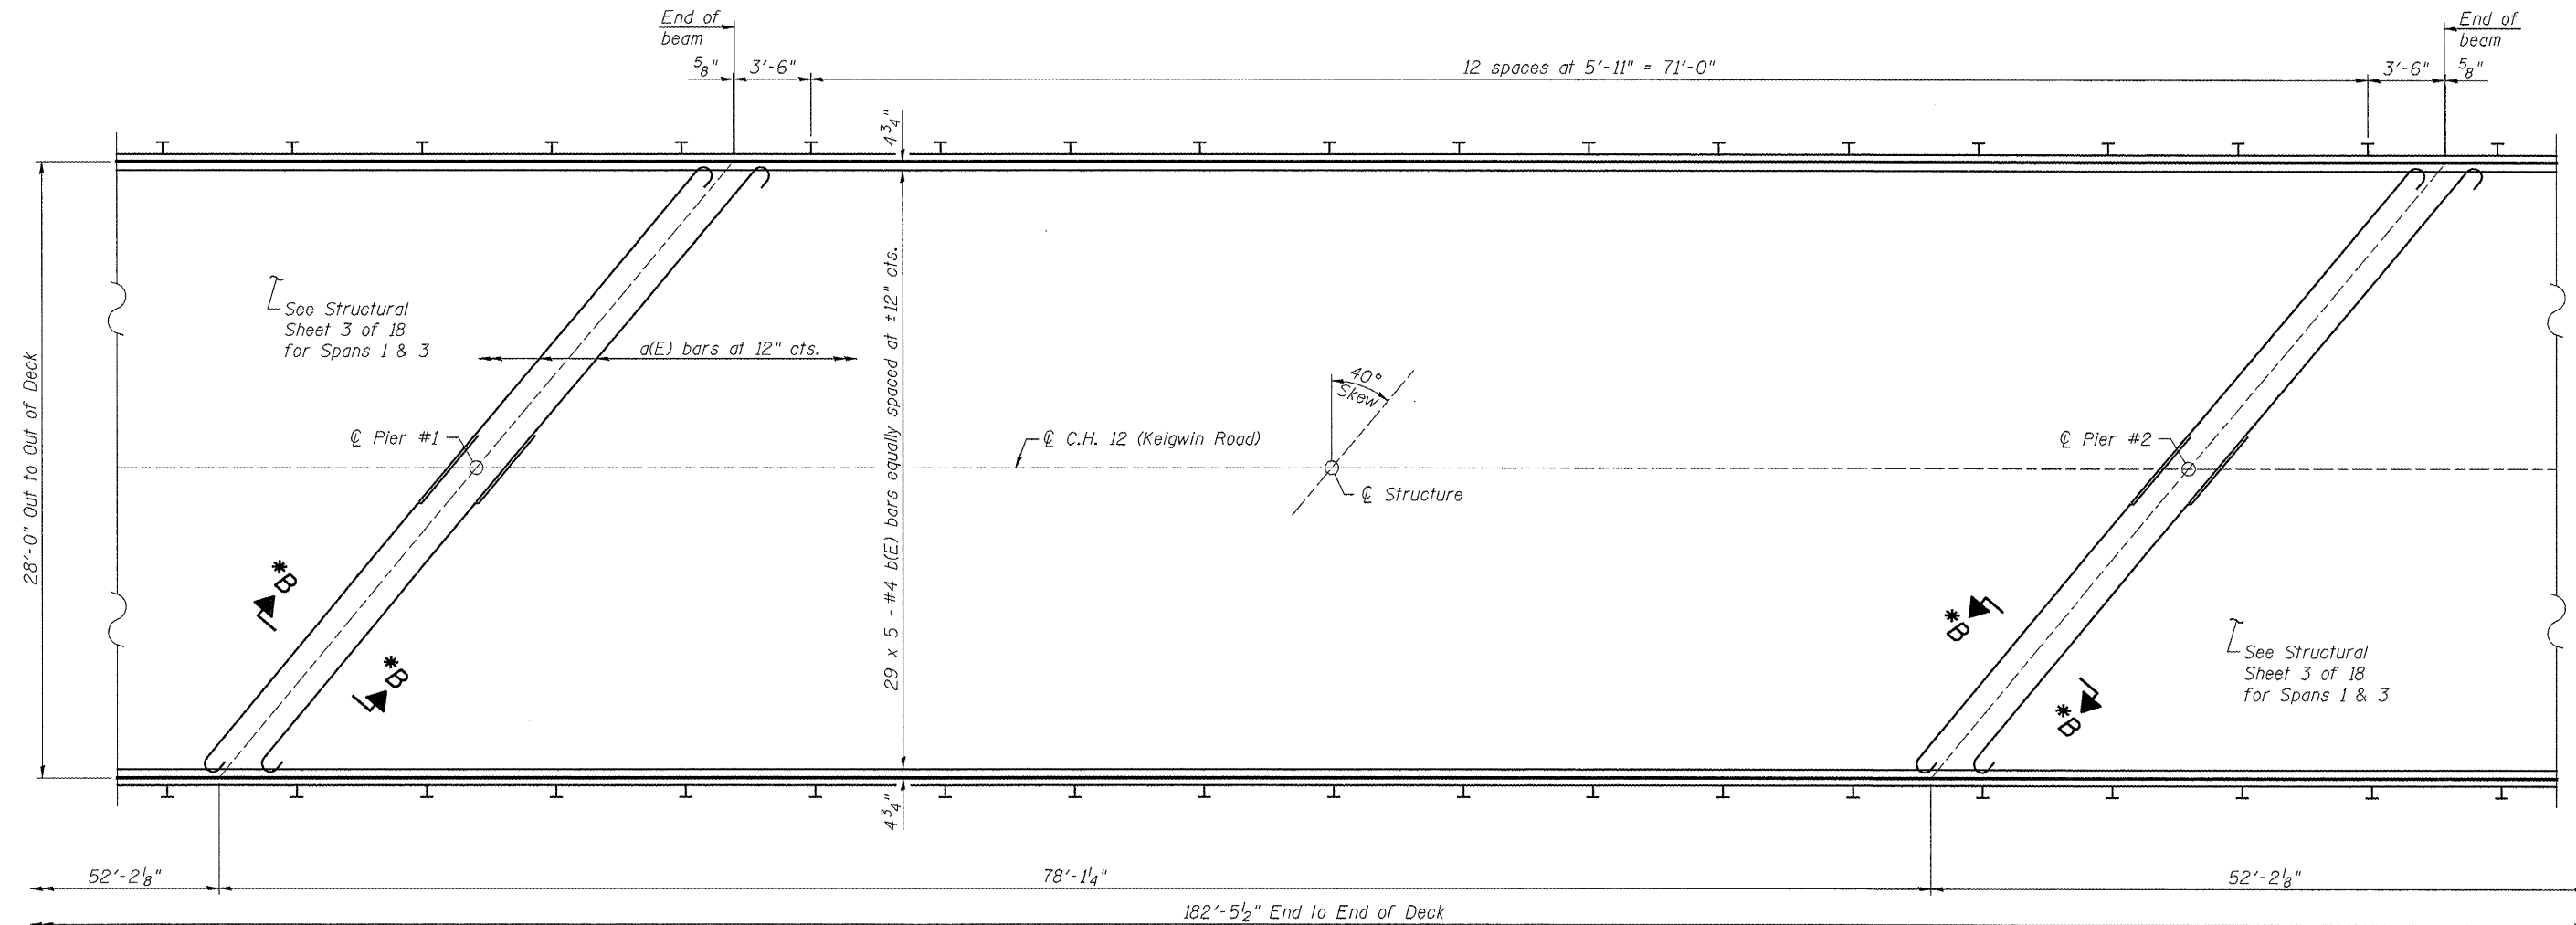 End of
beam
End of
beam
5/8"
3'-6"
12 spaces at 5'-11" = 71'-0"
3'-6"
5/8"
4 3/4"
28'-0" Out to Out of Deck
See Structural
Sheet 3 of 18
for Spans 1 & 3
a(E) bars at 12" cts.
29 x 5 - #4 b(E) bars equally spaced at ±12" cts.
40°
Skew
℄ Pier #1
℄ C.H. 12 (Keigwin Road)
℄ Structure
℄ Pier #2
*B
*B
*B
*B
See Structural
Sheet 3 of 18
for Spans 1 & 3
4 3/4"
52'-2 1/8"
78'-1 1/4"
52'-2 1/8"
182'-5 1/2" End to End of Deck